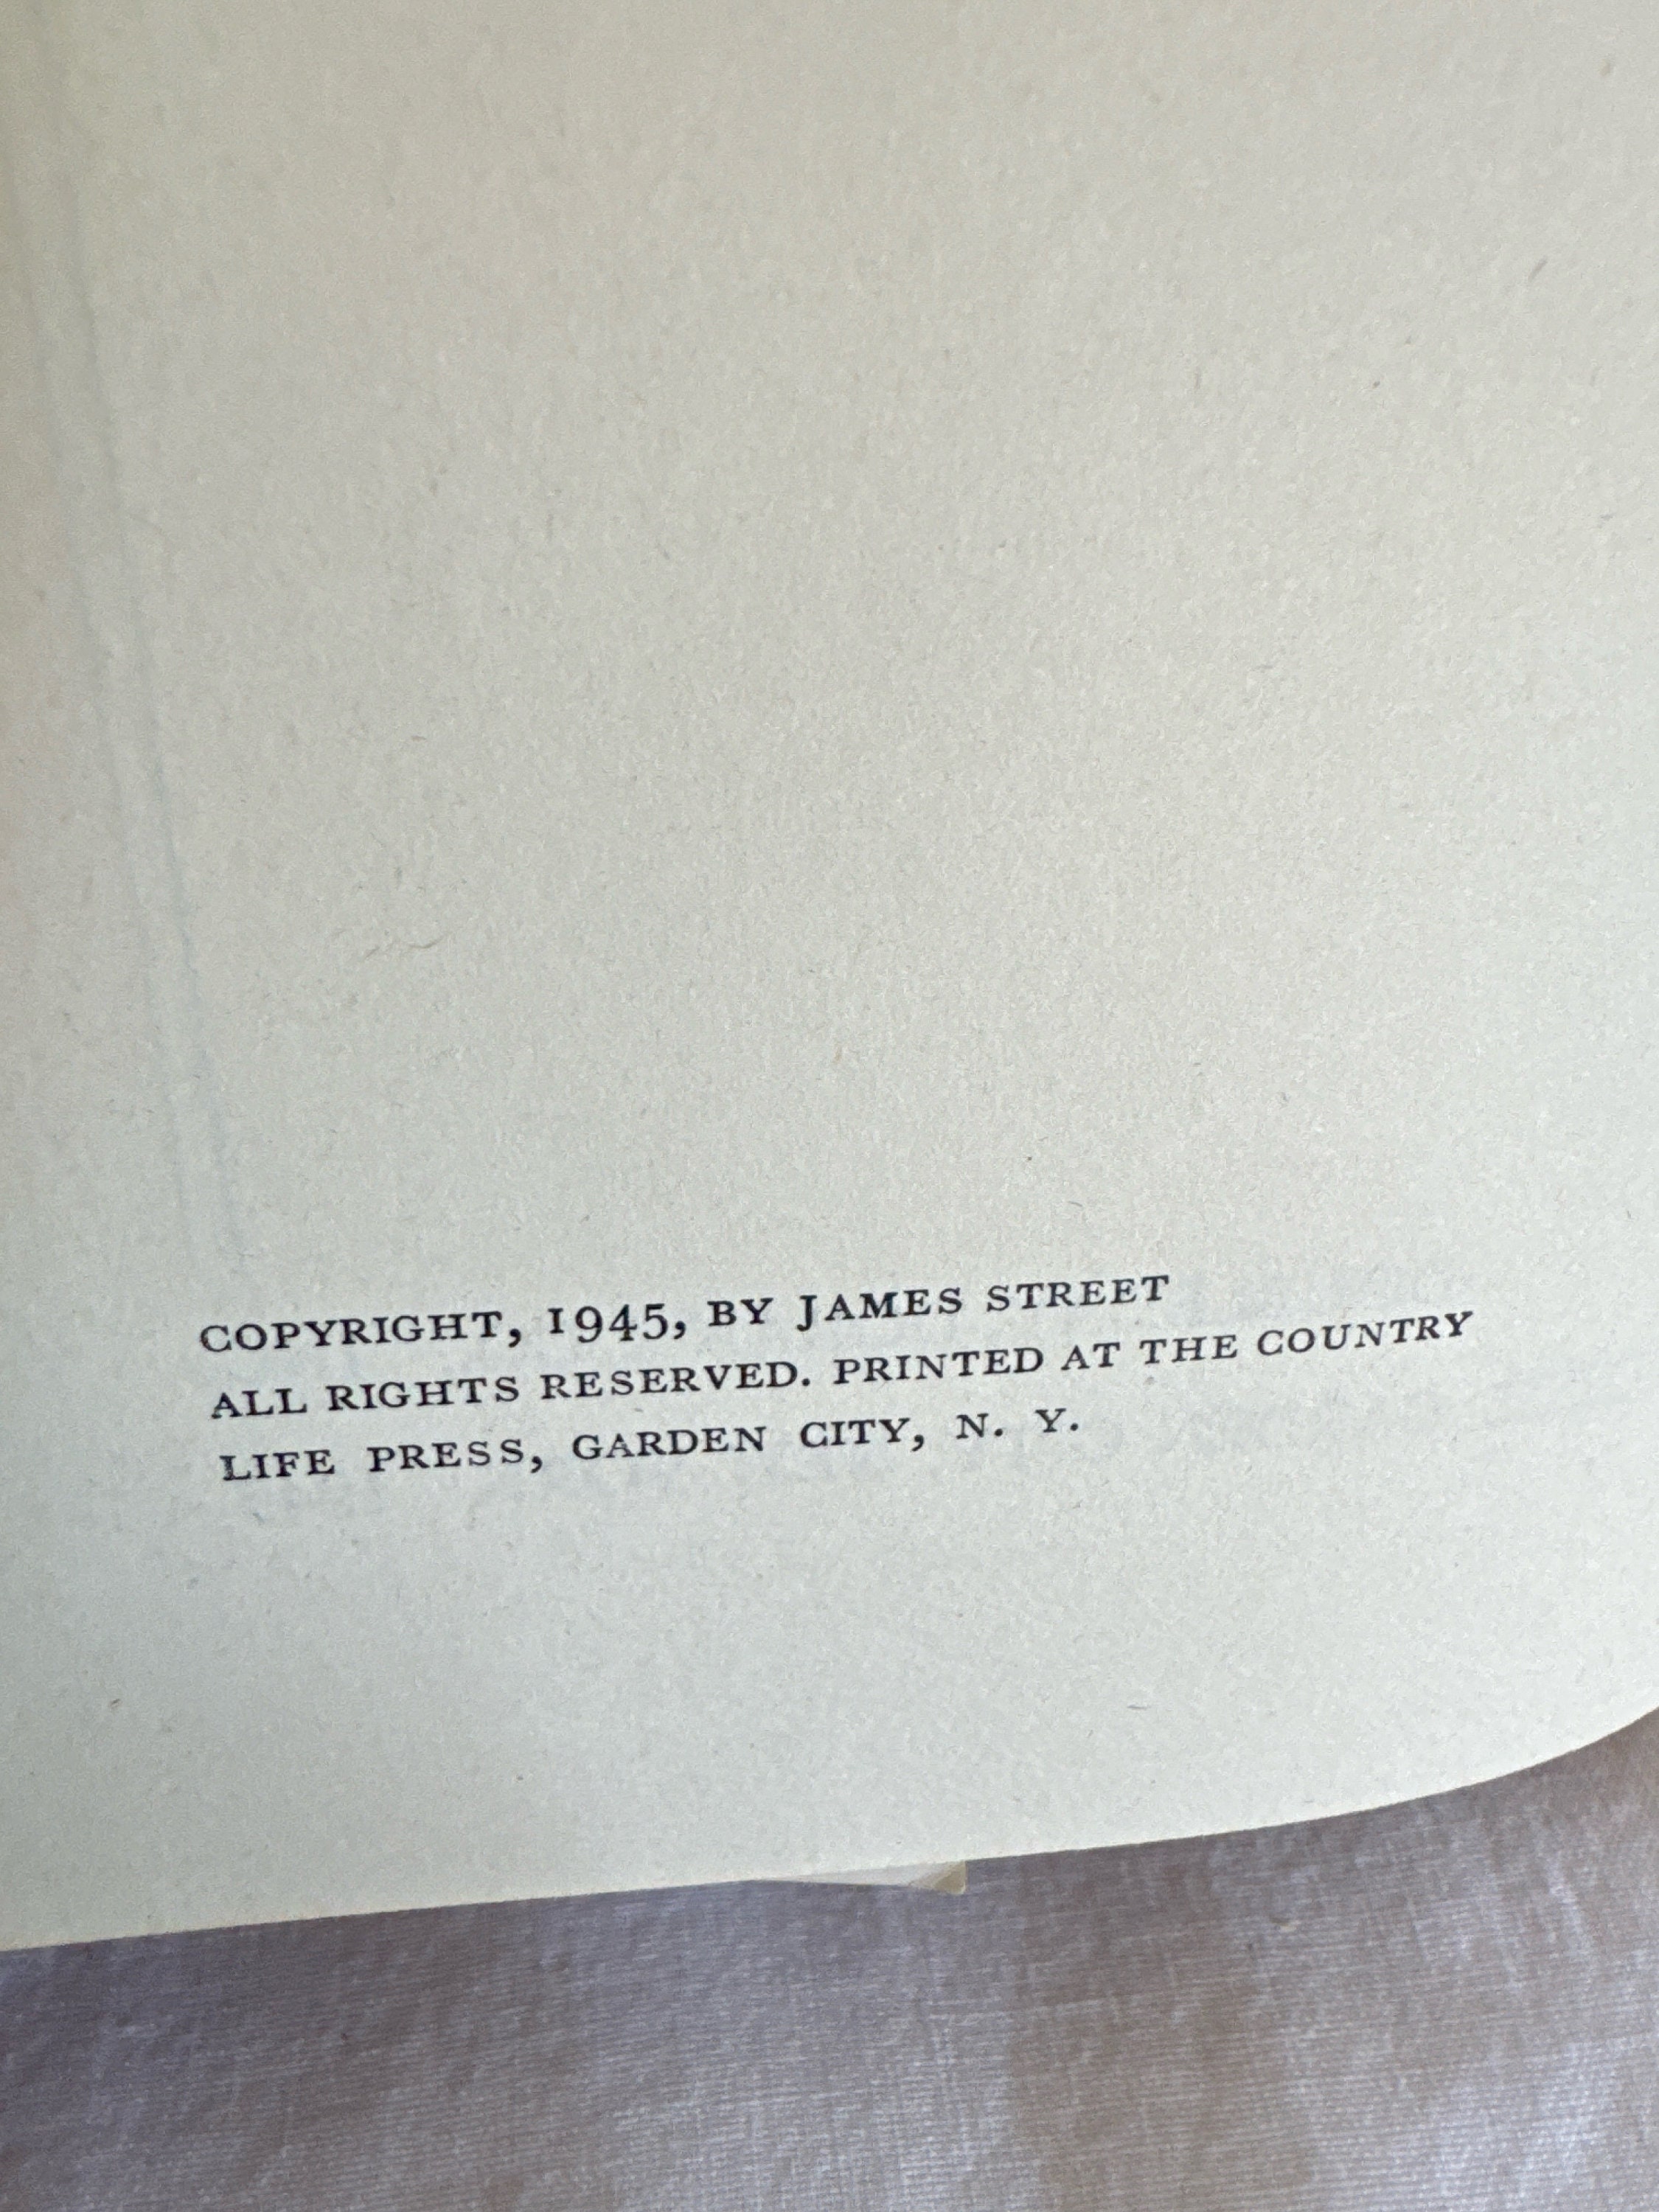 COPYRIGHT, 1945, BY JAMES STREET
ALL RIGHTS RESERVED. PRINTED AT THE COUNTRY
LIFE PRESS, GARDEN CITY, N. Y.